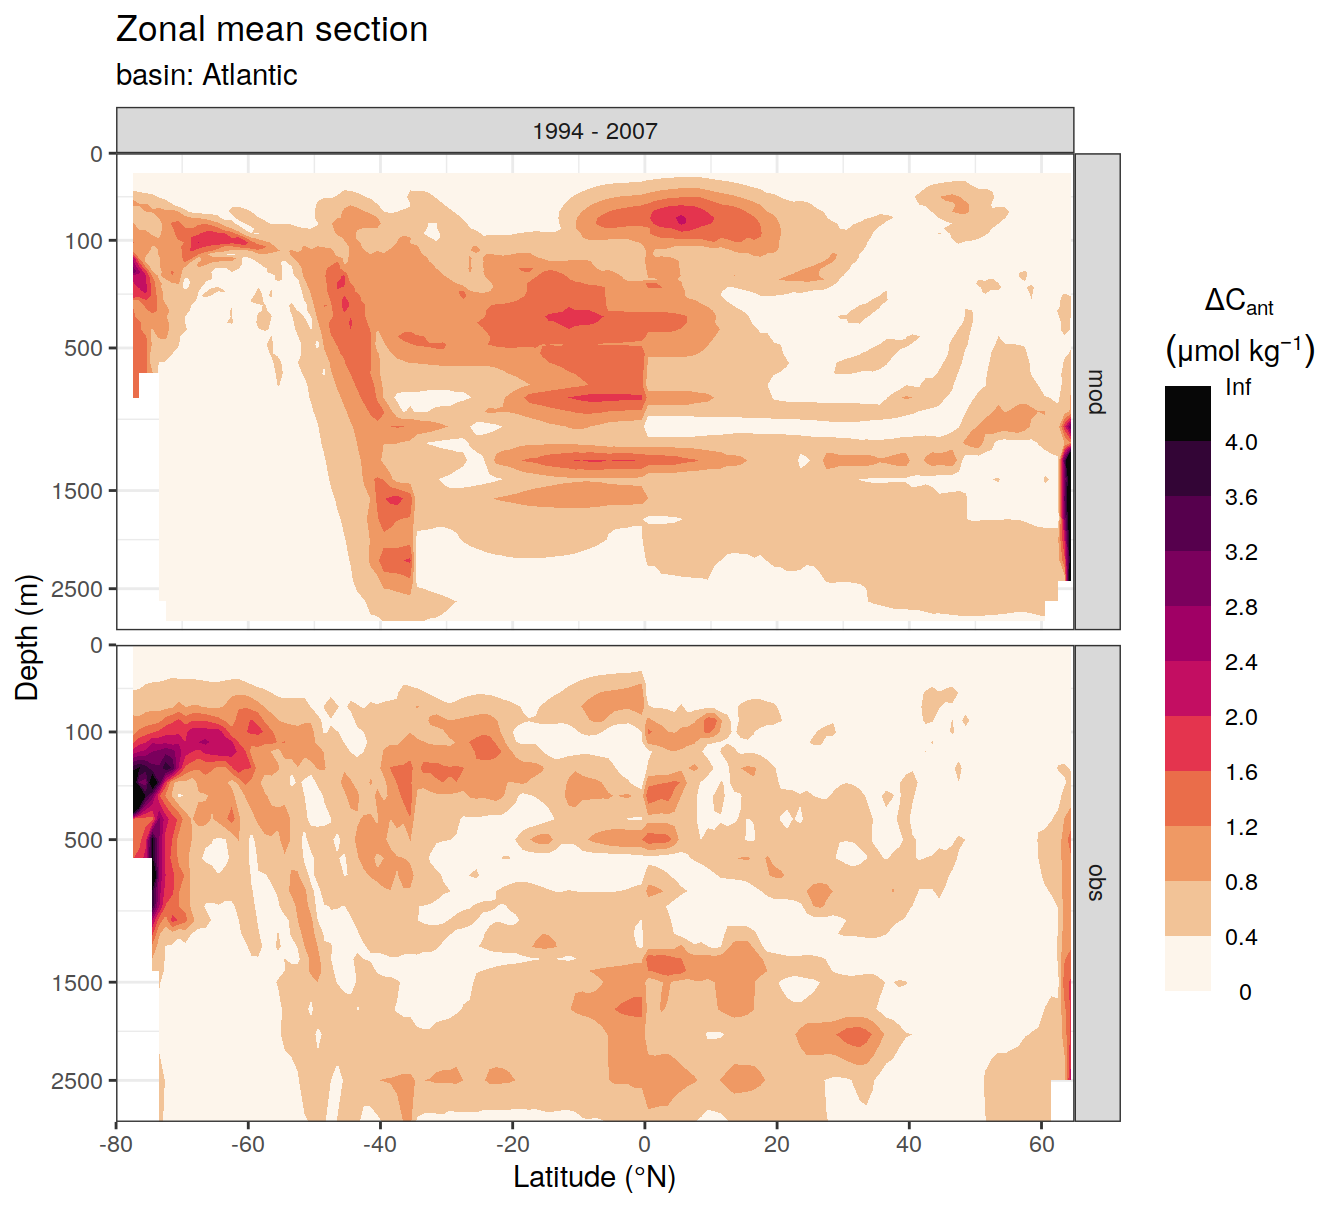 Zonal mean section
basin: Atlantic
1994 - 2007
0
100
500
1500
2500
mod
0
100
500
1500
2500
obs
Depth (m)
-80 -60 -40 -20 0 20 40 60
Latitude (°N)
ΔCant
(μmol kg−1)
Inf
4.0
3.6
3.2
2.8
2.4
2.0
1.6
1.2
0.8
0.4
0